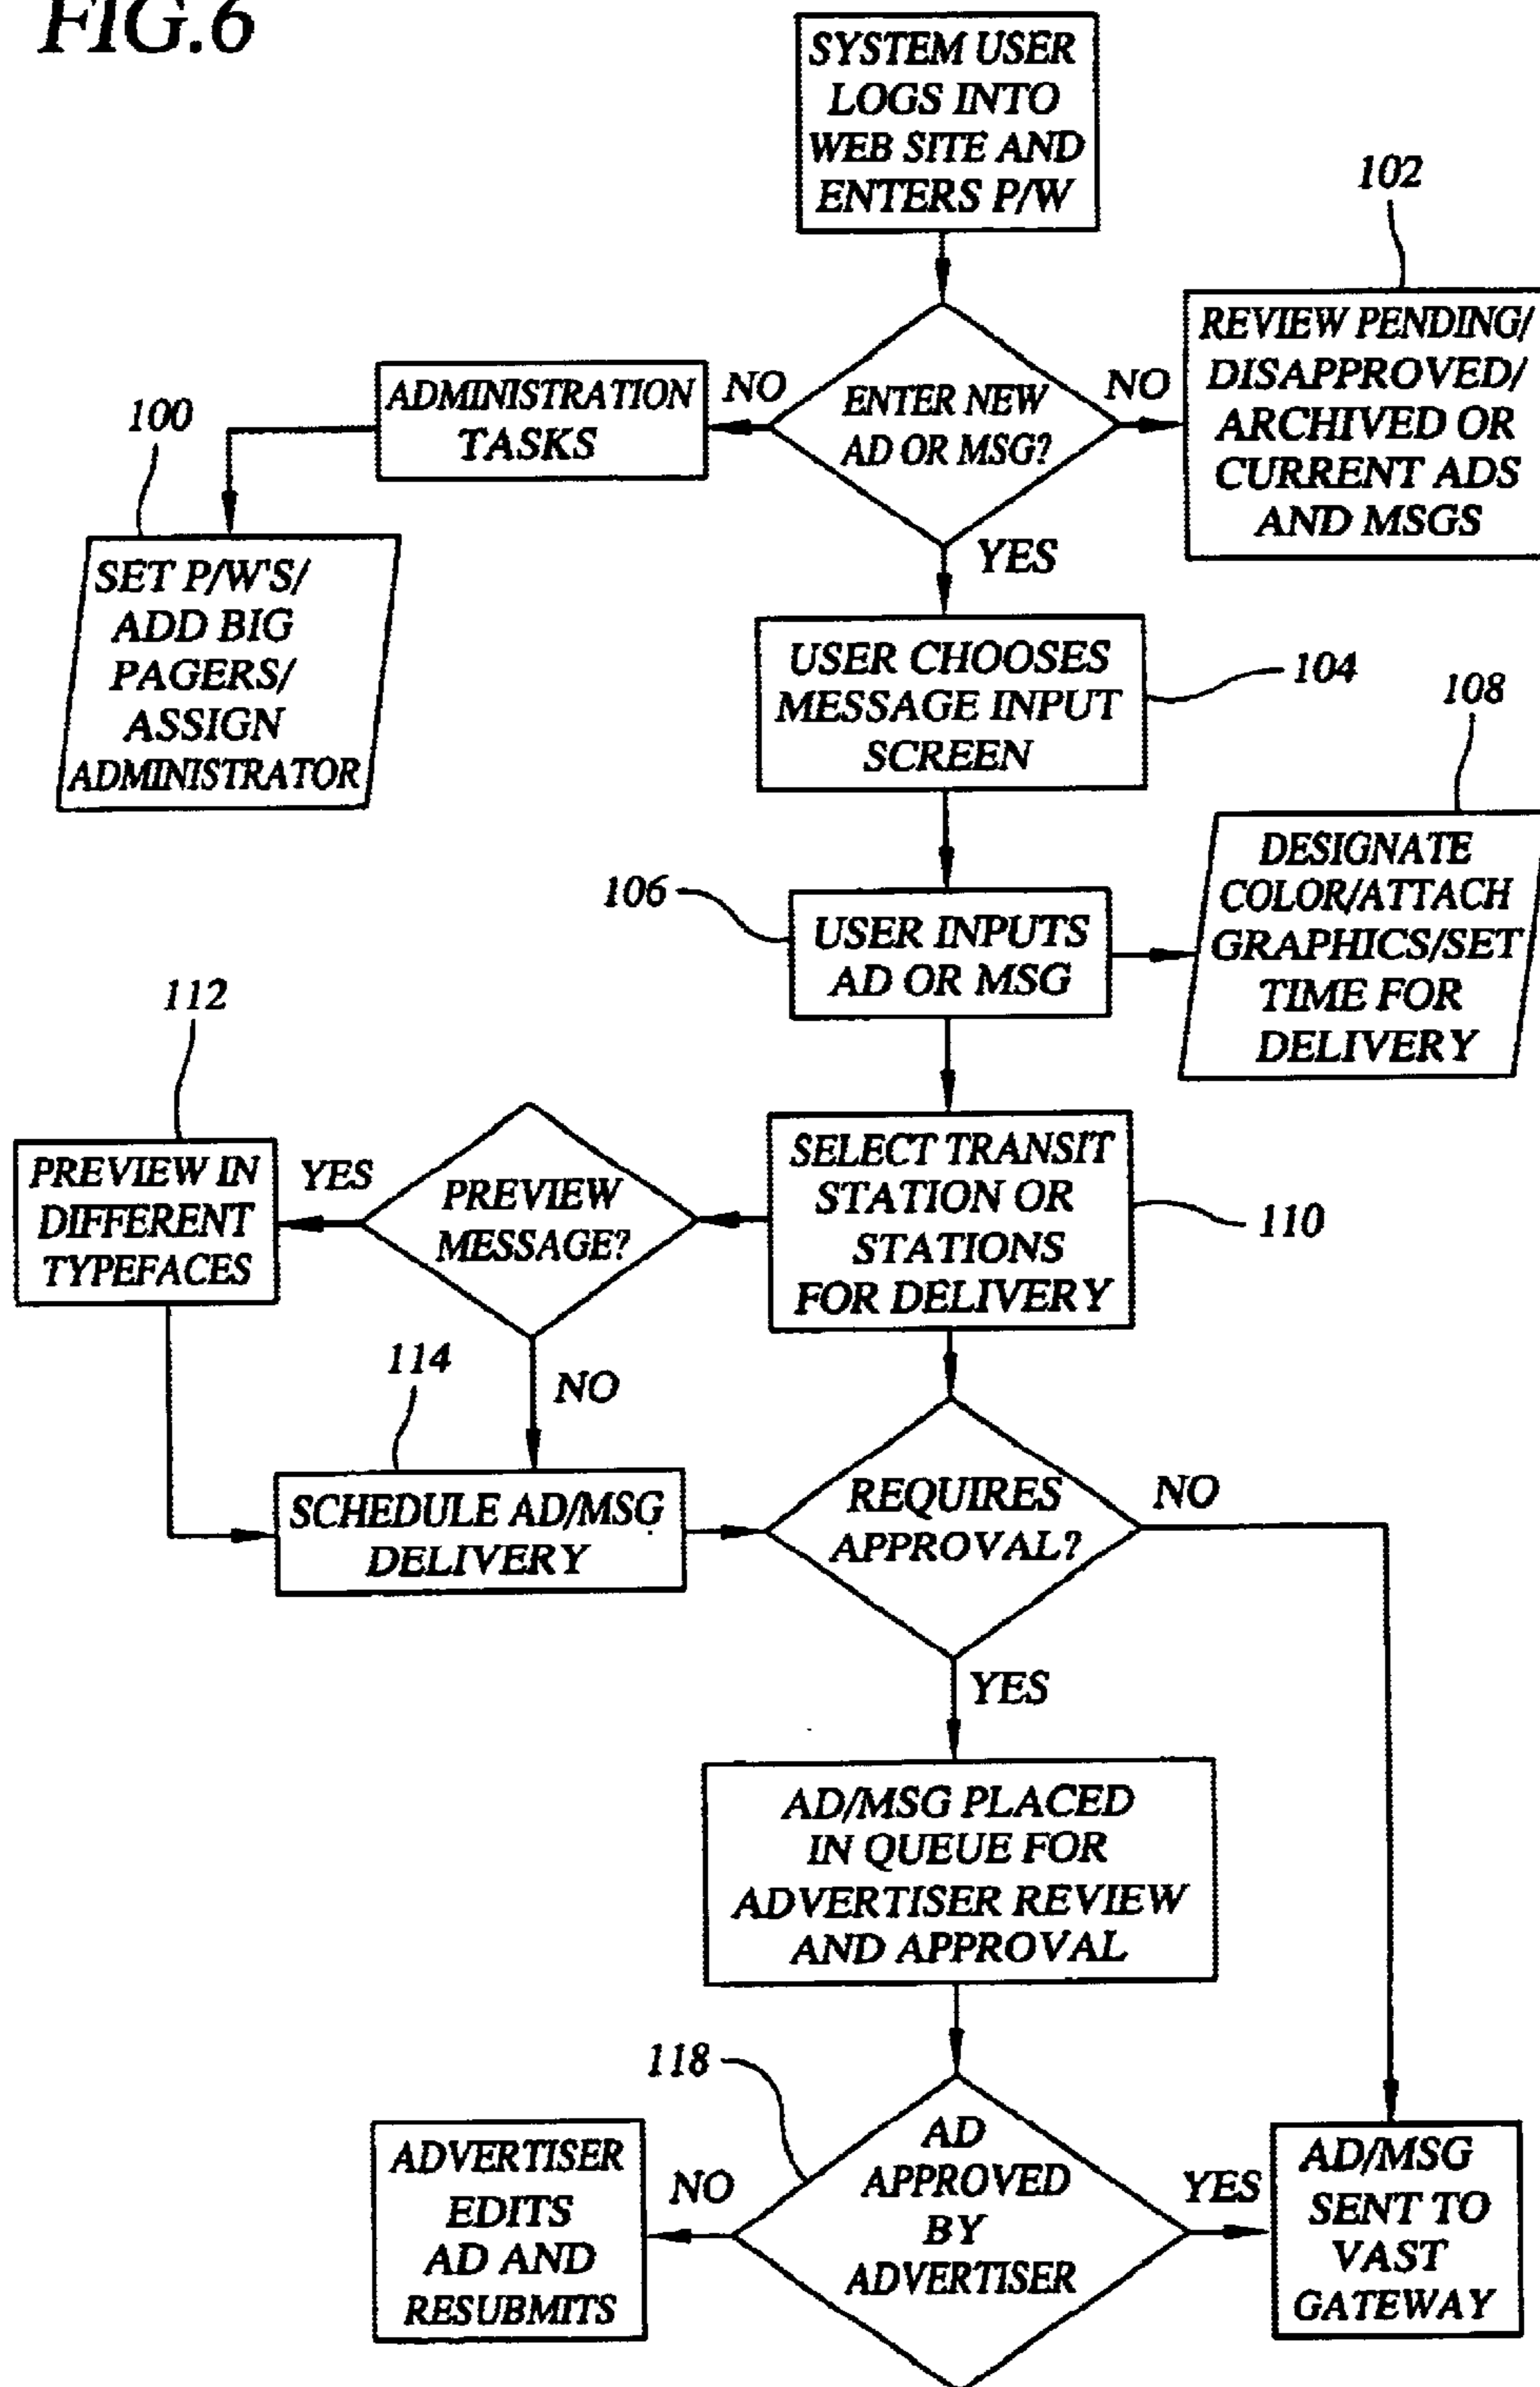 FIG.6
SYSTEM USER
LOGS INTO
WEB SITE AND
ENTERS P/W
102
REVIEW PENDING/
DISAPPROVED/
ARCHIVED OR
CURRENT ADS
AND MSGS
NO
ENTER NEW
AD OR MSG?
NO
ADMINISTRATION
TASKS
100
SET P/W'S/
ADD BIG
PAGERS/
ASSIGN
ADMINISTRATOR
YES
USER CHOOSES
MESSAGE INPUT
SCREEN
104
108
DESIGNATE
COLOR/ATTACH
GRAPHICS/SET
TIME FOR
DELIVERY
106
USER INPUTS
AD OR MSG
112
PREVIEW IN
DIFFERENT
TYPEFACES
YES
PREVIEW
MESSAGE?
SELECT TRANSIT
STATION OR
STATIONS
FOR DELIVERY
110
114
NO
SCHEDULE AD/MSG
DELIVERY
REQUIRES
APPROVAL?
NO
YES
AD/MSG PLACED
IN QUEUE FOR
ADVERTISER REVIEW
AND APPROVAL
118
ADVERTISER
EDITS
AD AND
RESUBMITS
NO
AD
APPROVED
BY
ADVERTISER
YES
AD/MSG
SENT TO
VAST
GATEWAY